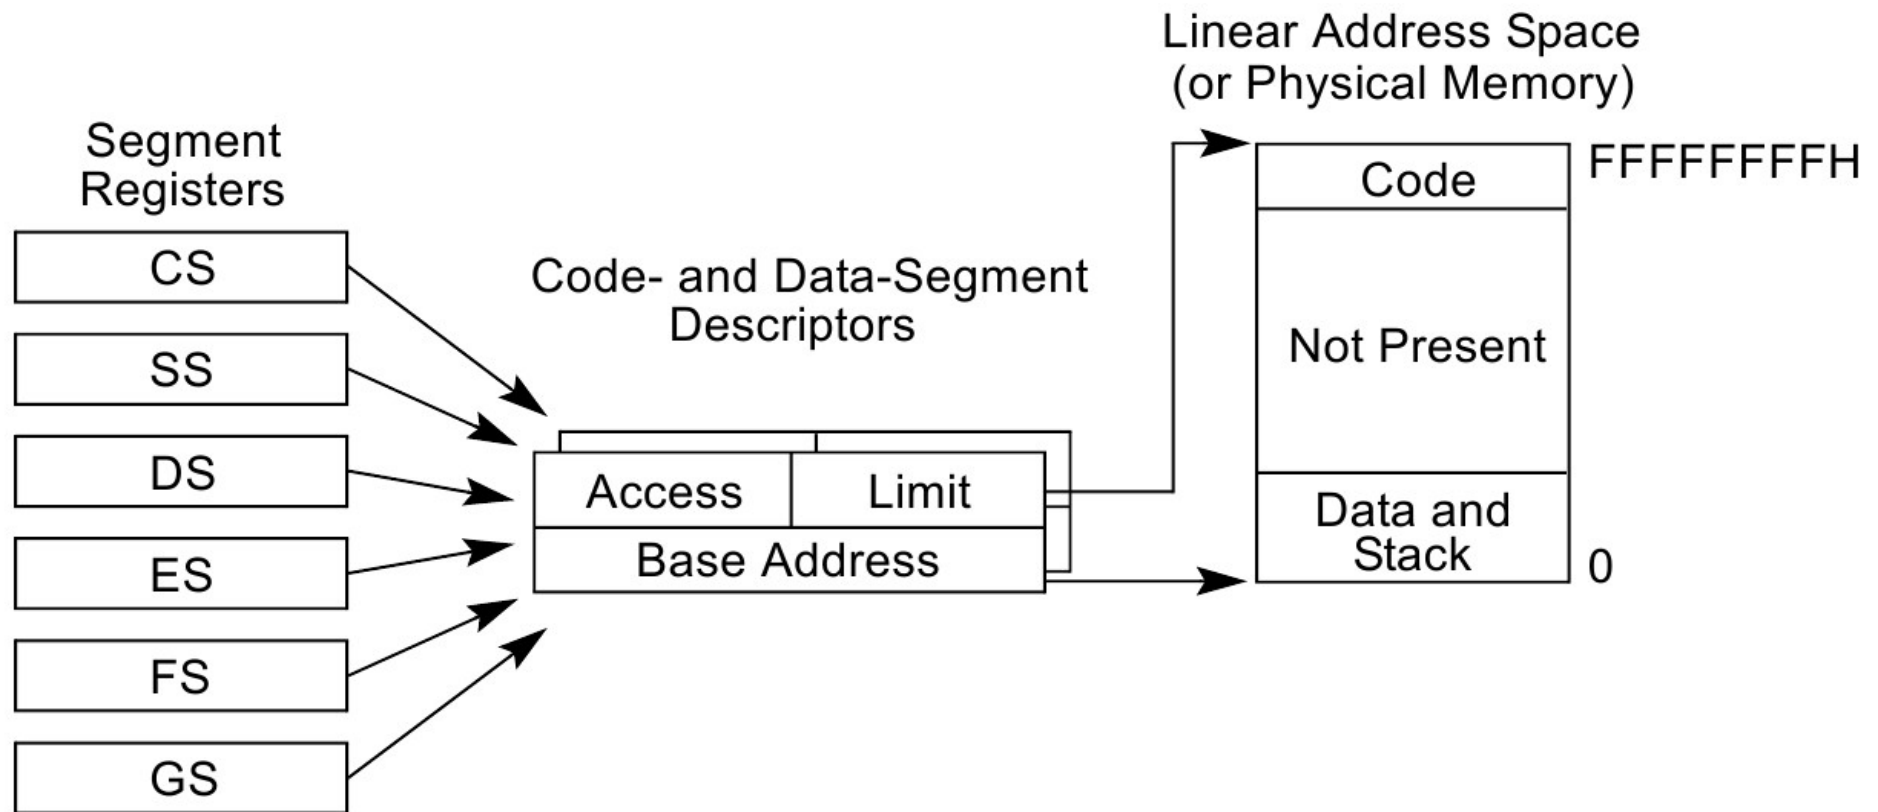 Linear Address Space
(or Physical Memory)
Segment
Registers
CS
SS
DS
ES
FS
GS
Code- and Data-Segment
Descriptors
Access
Limit
Base Address
Code
FFFFFFFFH
Not Present
Data and
Stack
0